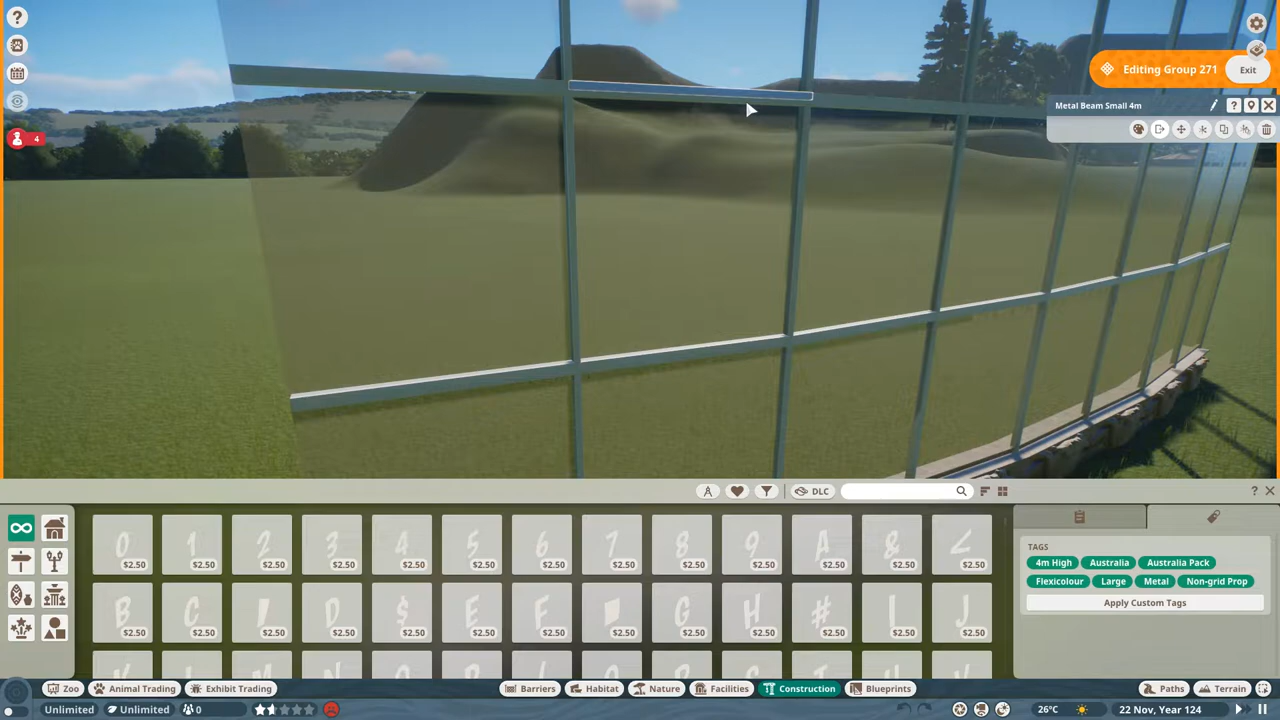 ?
Editing Group 271
Exit
Metal Beam Small 4m
?
4
DLC
?
0 $2.50
1 $2.50
2 $2.50
3 $2.50
4 $2.50
5 $2.50
6 $2.50
7 $2.50
8 $2.50
9 $2.50
A $2.50
& $2.50
$2.50
B $2.50
C $2.50
$2.50
D $2.50
$ $2.50
E $2.50
F $2.50
$2.50
G $2.50
H $2.50
# $2.50
I $2.50
J $2.50
TAGS
4m High Australia Australia Pack
Flexicolour Large Metal Non-grid Prop
Apply Custom Tags
Zoo Animal Trading Exhibit Trading Barriers Habitat Nature Facilities Construction Blueprints Paths Terrain
Unlimited Unlimited 0 26°C 22 Nov, Year 124